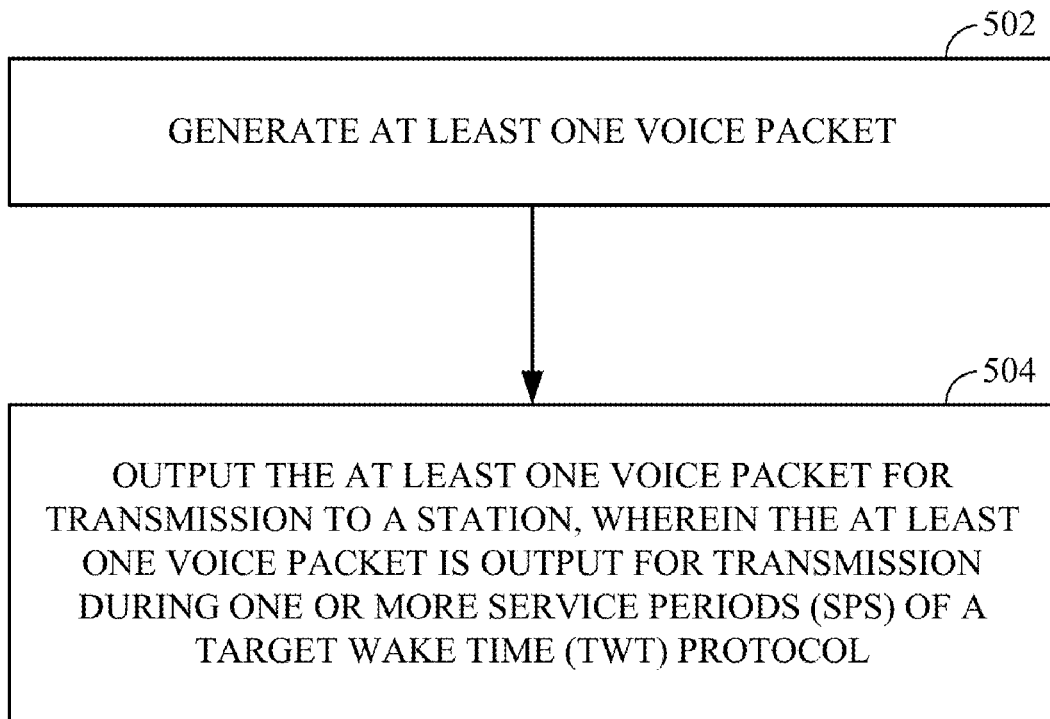 502
GENERATE AT LEAST ONE VOICE PACKET
504
OUTPUT THE AT LEAST ONE VOICE PACKET FOR
TRANSMISSION TO A STATION, WHEREIN THE AT LEAST
ONE VOICE PACKET IS OUTPUT FOR TRANSMISSION
DURING ONE OR MORE SERVICE PERIODS (SPS) OF A
TARGET WAKE TIME (TWT) PROTOCOL